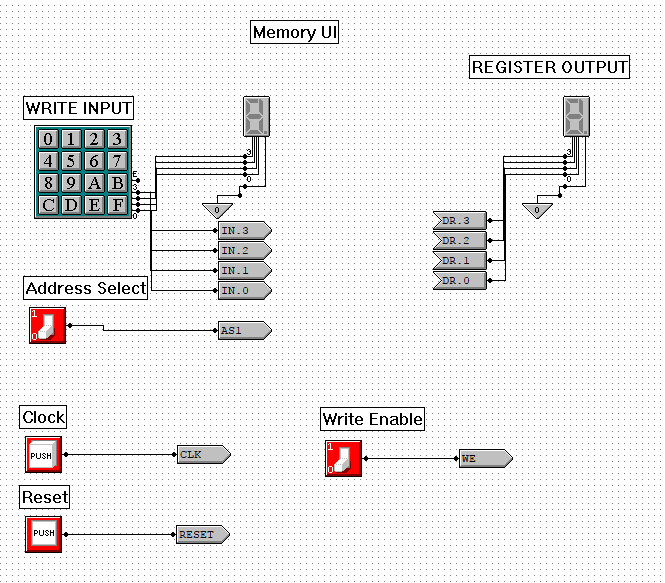 Memory UI
REGISTER OUTPUT
WRITE INPUT
0 1 2 3
4 5 6 7
8 9 A B
C D E F
E
3
0
3
0
0
3
0
0
IN.3
IN.2
IN.1
IN.0
DR.3
DR.2
DR.1
DR.0
Address Select
1
0
AS1
Clock
PUSH
CLK
Write Enable
1
0
WE
Reset
PUSH
RESET